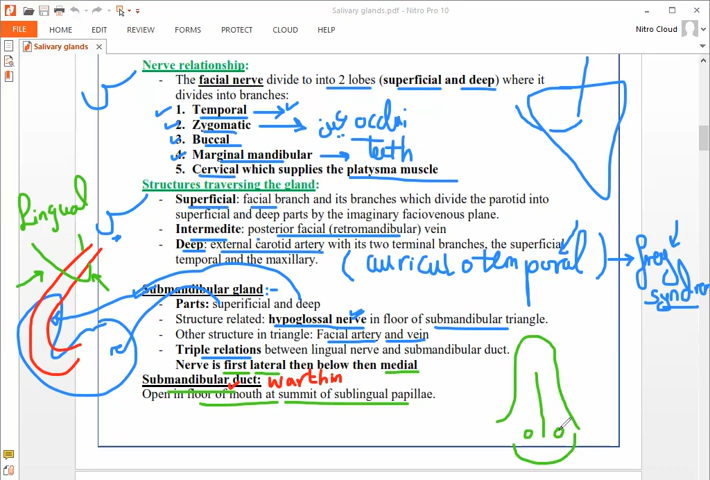 Salivary glands.pdf - Nitro Pro 10
FILE
HOME
EDIT
REVIEW
FORMS
PROTECT
CLOUD
HELP
Nitro Cloud
Salivary glands
Nerve relationship:
- The facial nerve divide to into 2 lobes (superficial and deep) where it
divides into branches:
1. Temporal
2. Zygomatic
3. Buccal
4. Marginal mandibular → teeth
5. Cervical which supplies the platysma muscle
Structures traversing the gland:
- Superficial: facial branch and its branches which divide the parotid into
superficial and deep parts by the imaginary faciovenous plane.
- Intermedite: posterior facial (retromandibular) vein
- Deep: external carotid artery with its two terminal branches, the superficial
temporal and the maxillary.
Lingual
(auriculotemporal) →
Submandibular gland:-
- Parts: superificial and deep
- Structure related: hypoglossal nerve in floor of submandibular triangle.
- Other structure in triangle: Facial artery and vein
- Triple relations between lingual nerve and submandibular duct.
Nerve is first lateral then below then medial
Submandibular duct: warthin
Open in floor of mouth at summit of sublingual papillae.